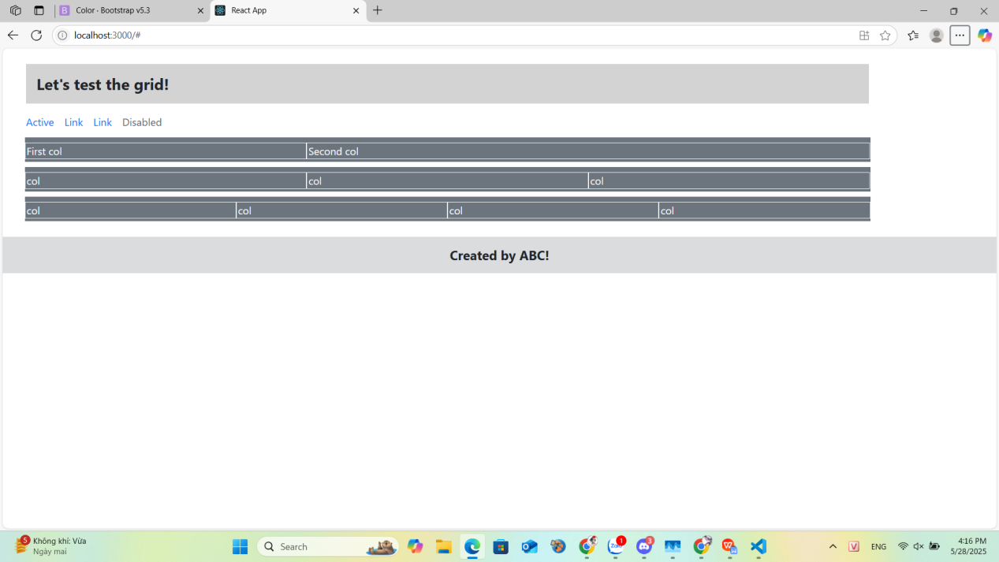 Color · Bootstrap v5.3
React App
localhost:3000/#
Let's test the grid!
Active Link Link Disabled
First col Second col
col col col
col col col col
Created by ABC!
5
Không khí: Vừa
Ngày mai
Search
Zalo
1
3
V
ENG
4:16 PM
5/28/2025